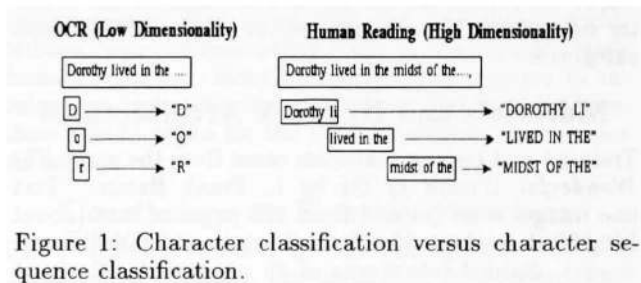 OCR (Low Dimensionality) Human Reading (High Dimensionality)
Dorothy lived in the .... Dorothy lived in the midst of the....,
D "D" Dorothy li "DOROTHY LI"
o "O" lived in the "LIVED IN THE"
r "R" midst of the "MIDST OF THE"
Figure 1: Character classification versus character se-
quence classification.